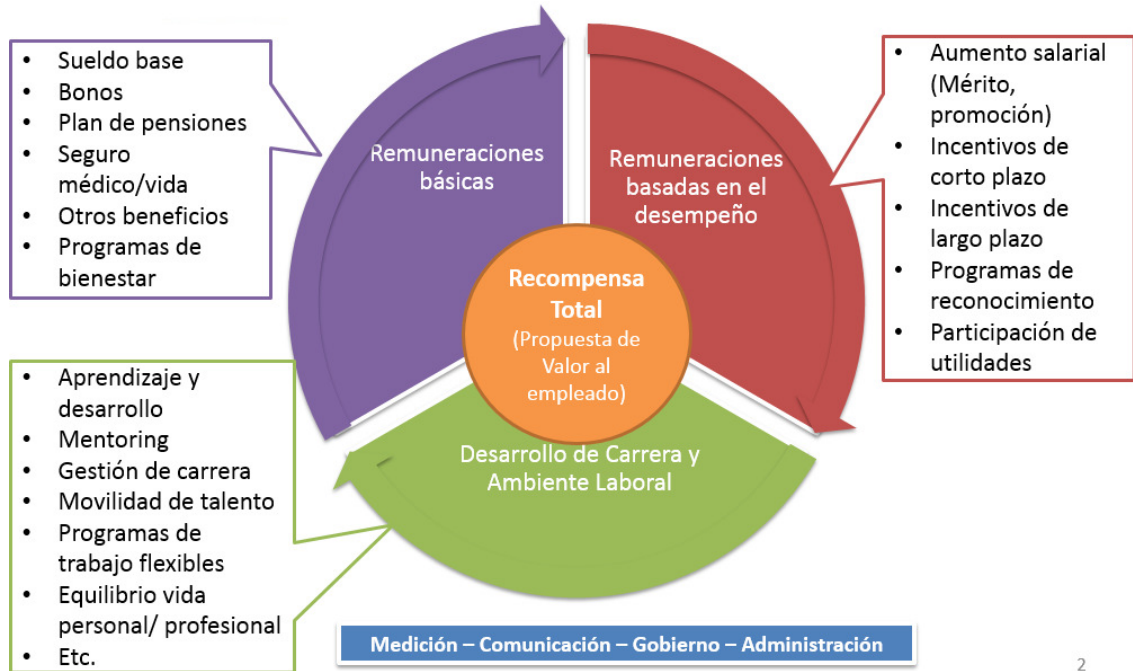 • Sueldo base
• Bonos
• Plan de pensiones
• Seguro
médico/vida
• Otros beneficios
• Programas de
bienestar
Remuneraciones
básicas
Remuneraciones
basadas en el
desempeño
• Aumento salarial
(Mérito,
promoción)
• Incentivos de
corto plazo
• Incentivos de
largo plazo
• Programas de
reconocimiento
• Participación de
utilidades
Recompensa
Total
(Propuesta de
Valor al
empleado)
• Aprendizaje y
desarrollo
• Mentoring
• Gestión de carrera
• Movilidad de talento
• Programas de
trabajo flexibles
• Equilibrio vida
personal/ profesional
• Etc.
Desarrollo de Carrera y
Ambiente Laboral
Medición – Comunicación – Gobierno – Administración
2